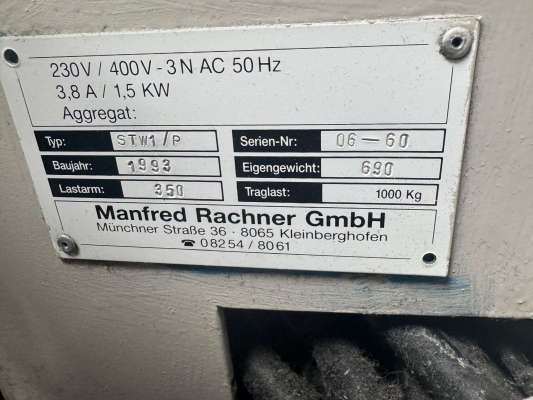 230V / 400V - 3 N AC 50 Hz
3,8 A / 1,5 KW
Aggregat:
Typ: STW1/P Serien-Nr: 06-60
Baujahr: 1993 Eigengewicht: 690
Lastarm: 350 Traglast: 1000 Kg
Manfred Rachner GmbH
Münchner Straße 36 · 8065 Kleinberghofen
☎ 08254 / 8061